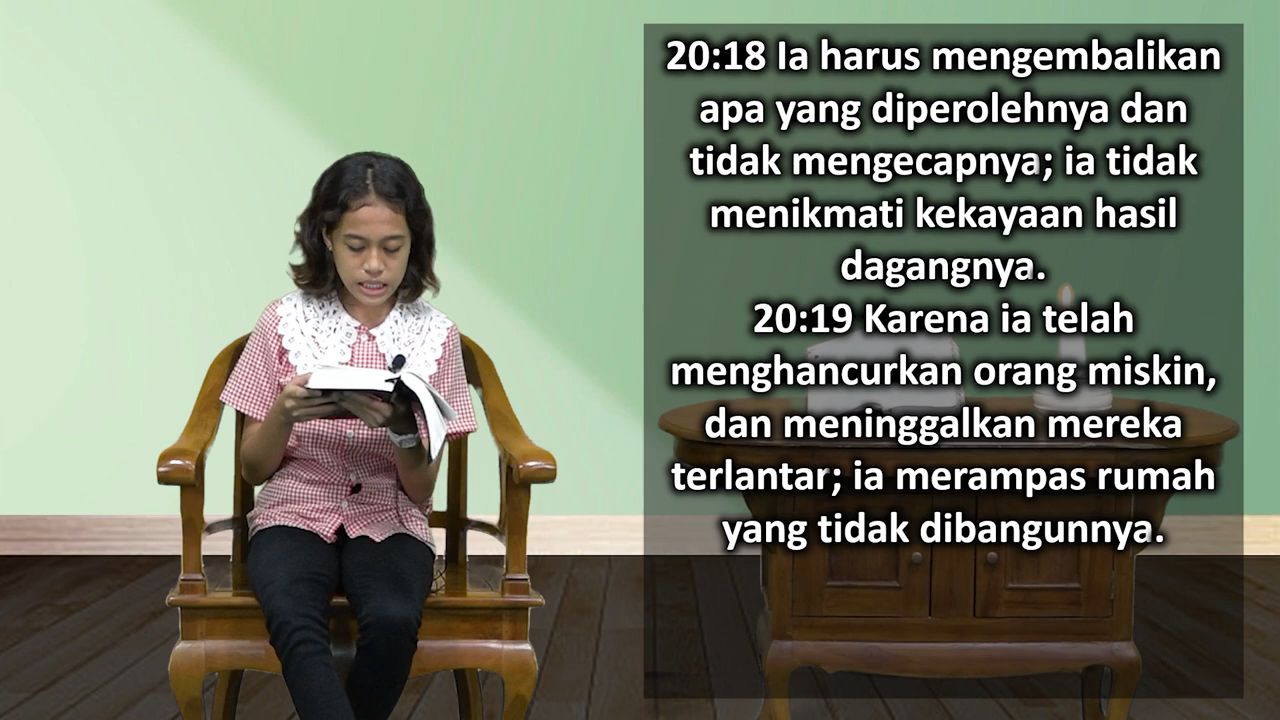 20:18 Ia harus mengembalikan
apa yang diperolehnya dan
tidak mengecapnya; ia tidak
menikmati kekayaan hasil
dagangnya.
20:19 Karena ia telah
menghancurkan orang miskin,
dan meninggalkan mereka
terlantar; ia merampas rumah
yang tidak dibangunnya.